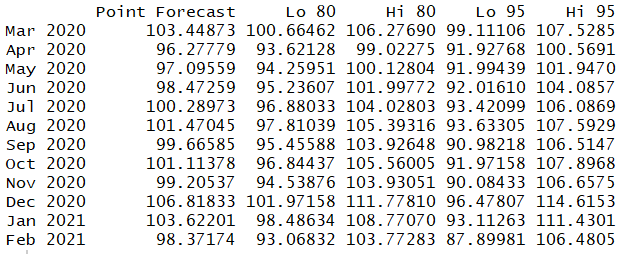 Point Forecast Lo 80 Hi 80 Lo 95 Hi 95
Mar 2020 103.44873 100.66462 106.27690 99.11106 107.5285
Apr 2020 96.27779 93.62128 99.02275 91.92768 100.5691
May 2020 97.09559 94.25951 100.12804 91.99439 101.9470
Jun 2020 98.47259 95.23607 101.99772 92.01610 104.0857
Jul 2020 100.28973 96.88033 104.02803 93.42099 106.0869
Aug 2020 101.47045 97.81039 105.39316 93.63305 107.5929
Sep 2020 99.66585 95.45588 103.92648 90.98218 106.5147
Oct 2020 101.11378 96.84437 105.56005 91.97158 107.8968
Nov 2020 99.20537 94.53876 103.93051 90.08433 106.6575
Dec 2020 106.81833 101.97158 111.77810 96.47807 114.6153
Jan 2021 103.62201 98.48634 108.77070 93.11263 111.4301
Feb 2021 98.37174 93.06832 103.77283 87.89981 106.4805